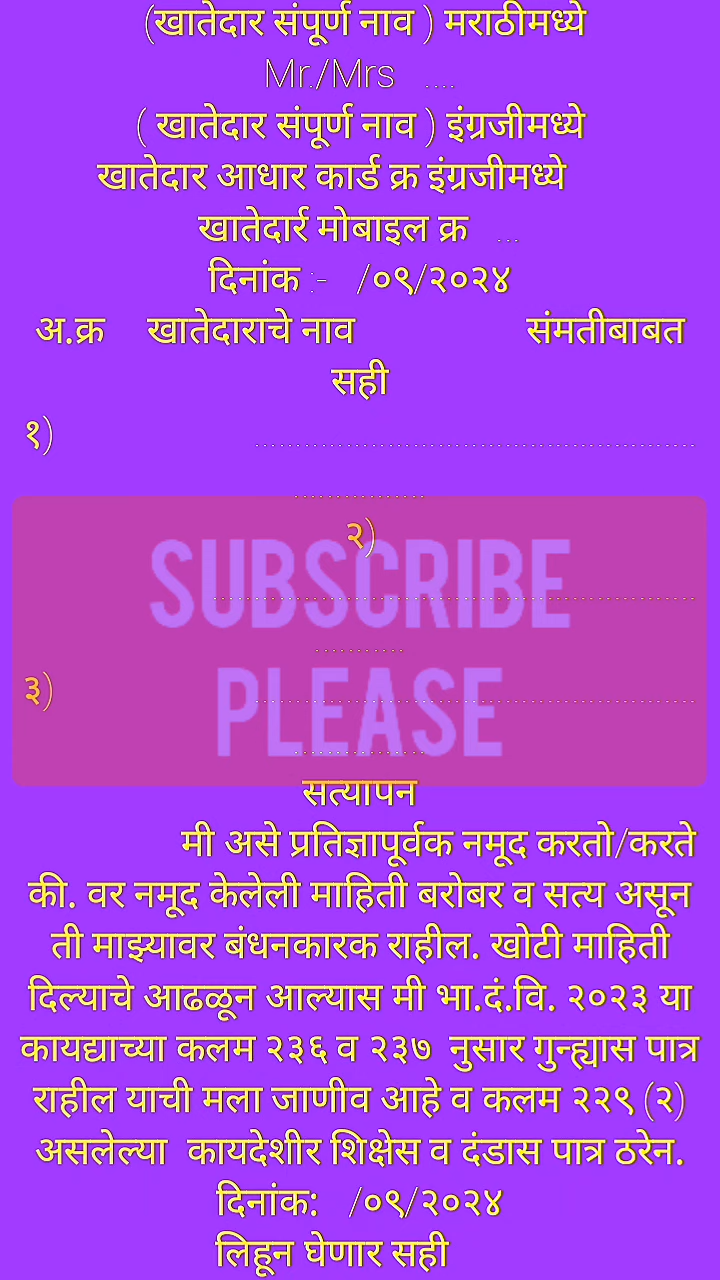 (खातेदार संपूर्ण नाव ) मराठीमध्ये
Mr./Mrs ....
( खातेदार संपूर्ण नाव ) इंग्रजीमध्ये
खातेदार आधार कार्ड क्र इंग्रजीमध्ये
खातेदार्र मोबाइल क्र ...
दिनांक :- /०९/२०२४
अ.क्र खातेदाराचे नाव संमतीबाबत
सही
१) ......................................................
................
२)
SUBSCRIBE
...........................................................
...........
PLEASE
३) ......................................................
................
सत्यापन
मी असे प्रतिज्ञापूर्वक नमूद करतो/करते
की. वर नमूद केलेली माहिती बरोबर व सत्य असून
ती माझ्यावर बंधनकारक राहील. खोटी माहिती
दिल्याचे आढळून आल्यास मी भा.दं.वि. २०२३ या
कायद्याच्या कलम २३६ व २३७ नुसार गुन्ह्यास पात्र
राहील याची मला जाणीव आहे व कलम २२९ (२)
असलेल्या कायदेशीर शिक्षेस व दंडास पात्र ठरेन.
दिनांक: /०९/२०२४
लिहून घेणार सही